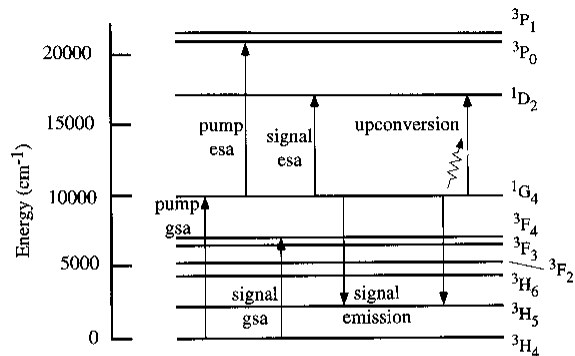 Energy (cm⁻¹)
20000
15000
10000
5000
0
pump
esa
signal
esa
upconversion
pump
gsa
signal
gsa
signal
emission
³P₁
³P₀
¹D₂
¹G₄
³F₄
³F₃
³F₂
³H₆
³H₅
³H₄